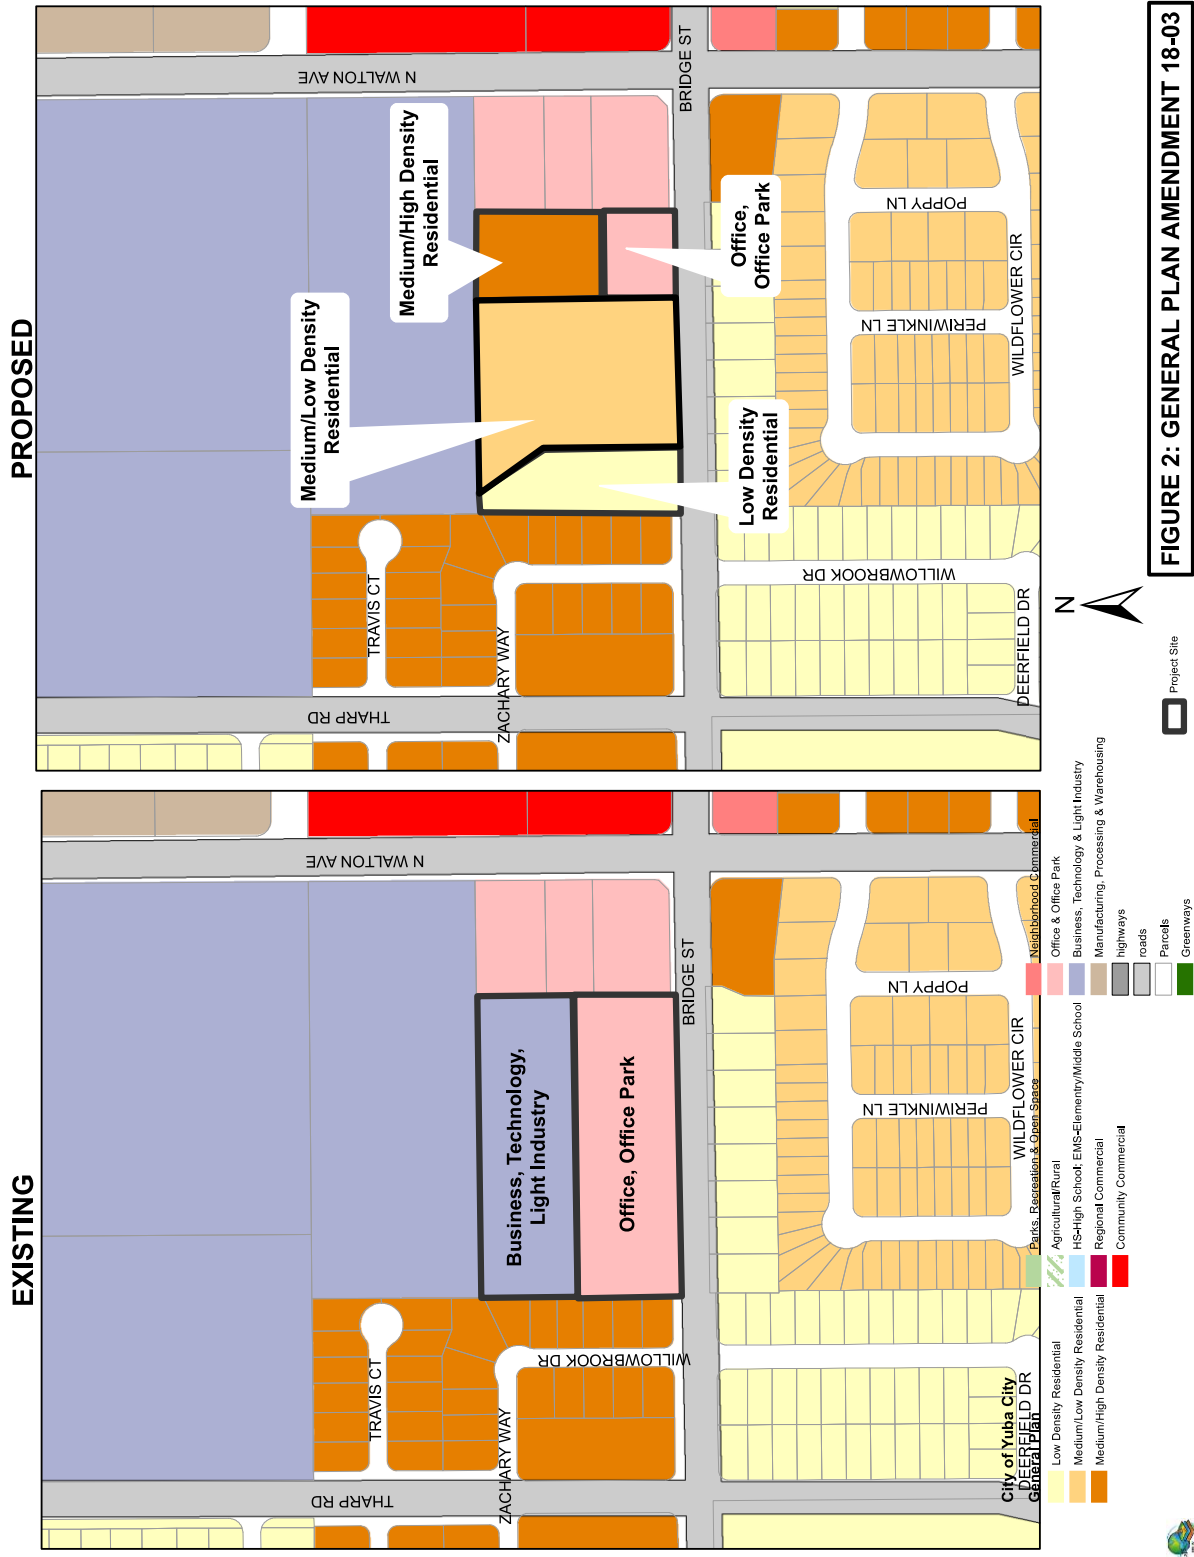 EXISTING
THARP RD
N WALTON AVE
TRAVIS CT
ZACHARY WAY
WILLOWBROOK DR
Business, Technology,
Light Industry
Office, Office Park
BRIDGE ST
POPPY LN
PERIWINKLE LN
WILDFLOWER CIR
DEERFIELD DR
PROPOSED
THARP RD
N WALTON AVE
TRAVIS CT
ZACHARY WAY
Medium/Low Density
Residential
Medium/High Density
Residential
Low Density
Residential
Office,
Office Park
BRIDGE ST
WILLOWBROOK DR
POPPY LN
PERIWINKLE LN
WILDFLOWER CIR
DEERFIELD DR
City of Yuba City
General Plan
Low Density Residential
Medium/Low Density Residential
Medium/High Density Residential
Parks, Recreation & Open Space
Agricultural/Rural
HS-High School; EMS-Elementry/Middle School
Regional Commercial
Community Commercial
Neighborhood Commercial
Office & Office Park
Business, Technology & Light Industry
Manufacturing, Processing & Warehousing
highways
roads
Parcels
Greenways
Project Site
N
FIGURE 2: GENERAL PLAN AMENDMENT 18-03